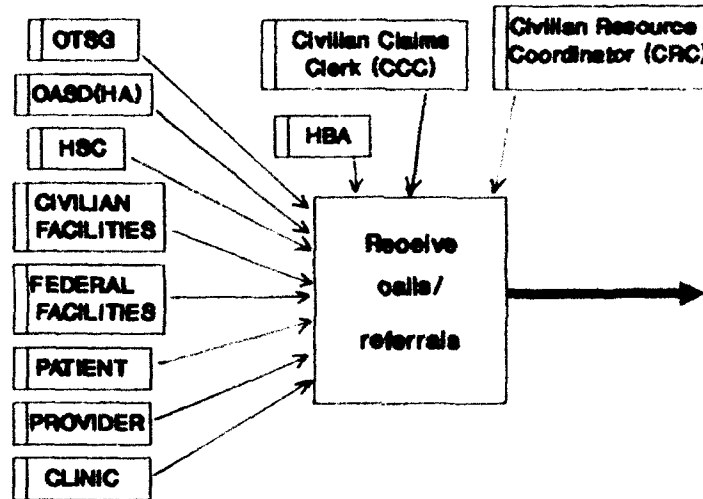 OTSG
OASD(HA)
HSC
CIVILIAN
FACILITIES
FEDERAL
FACILITIES
PATIENT
PROVIDER
CLINIC
Civilian Claims
Clerk (CCC)
Civilian Resource
Coordinator (CRC)
HBA
Receive
calls/
referrals